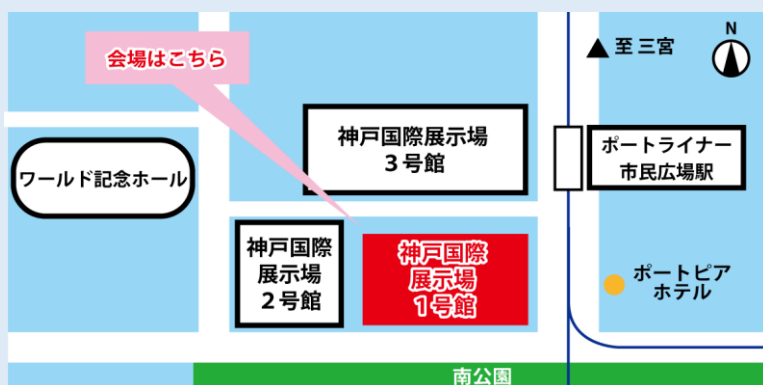 会場はこちら
至 三宮
N
神戸国際展示場
３号館
ポートライナー
市民広場駅
ワールド記念ホール
神戸国際
展示場
２号館
神戸国際
展示場
１号館
ポートピア
ホテル
南公園